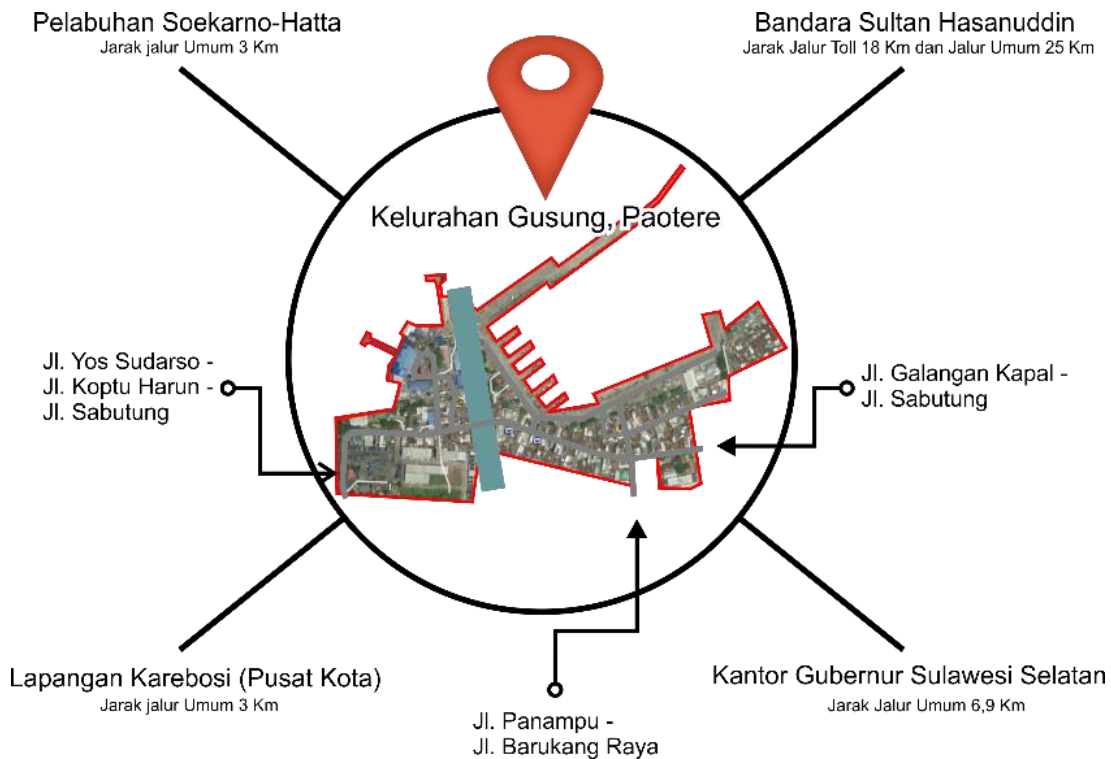 Pelabuhan Soekarno-Hatta
Jarak jalur Umum 3 Km
Bandara Sultan Hasanuddin
Jarak Jalur Toll 18 Km dan Jalur Umum 25 Km
Kelurahan Gusung, Paotere
Jl. Yos Sudarso -
Jl. Koptu Harun -
Jl. Sabutung
Jl. Galangan Kapal -
Jl. Sabutung
Lapangan Karebosi (Pusat Kota)
Jarak jalur Umum 3 Km
Kantor Gubernur Sulawesi Selatan
Jarak Jalur Umum 6,9 Km
Jl. Panampu -
Jl. Barukang Raya